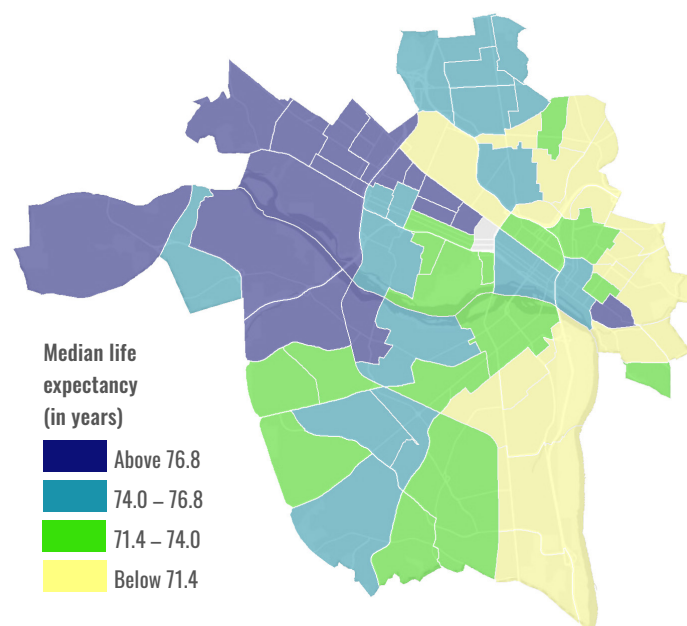 Median life
expectancy
(in years)
Above 76.8
74.0 – 76.8
71.4 – 74.0
Below 71.4